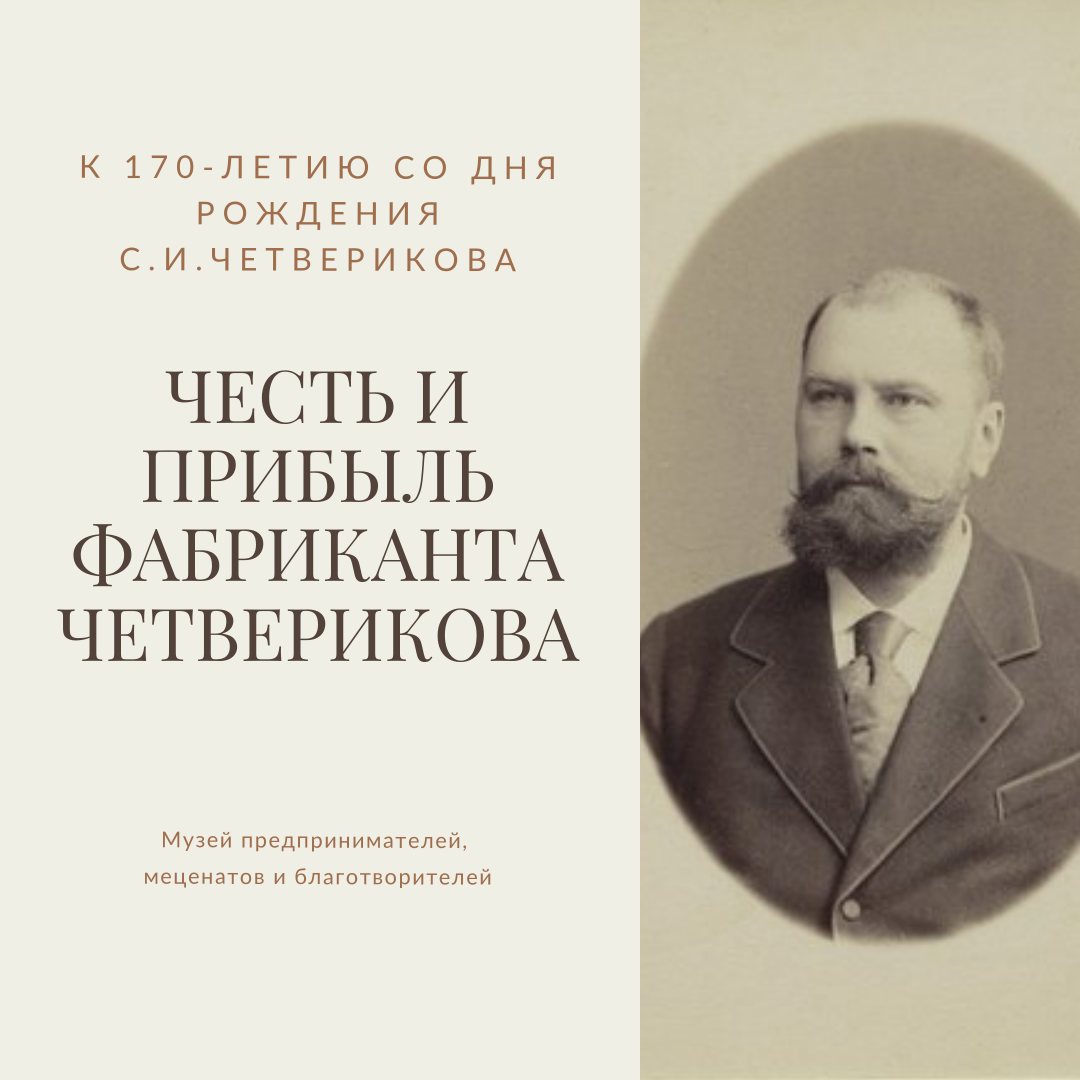 К 170-ЛЕТИЮ СО ДНЯ
РОЖДЕНИЯ
С.И.ЧЕТВЕРИКОВА
ЧЕСТЬ И
ПРИБЫЛЬ
ФАБРИКАНТА
ЧЕТВЕРИКОВА
Музей предпринимателей,
меценатов и благотворителей